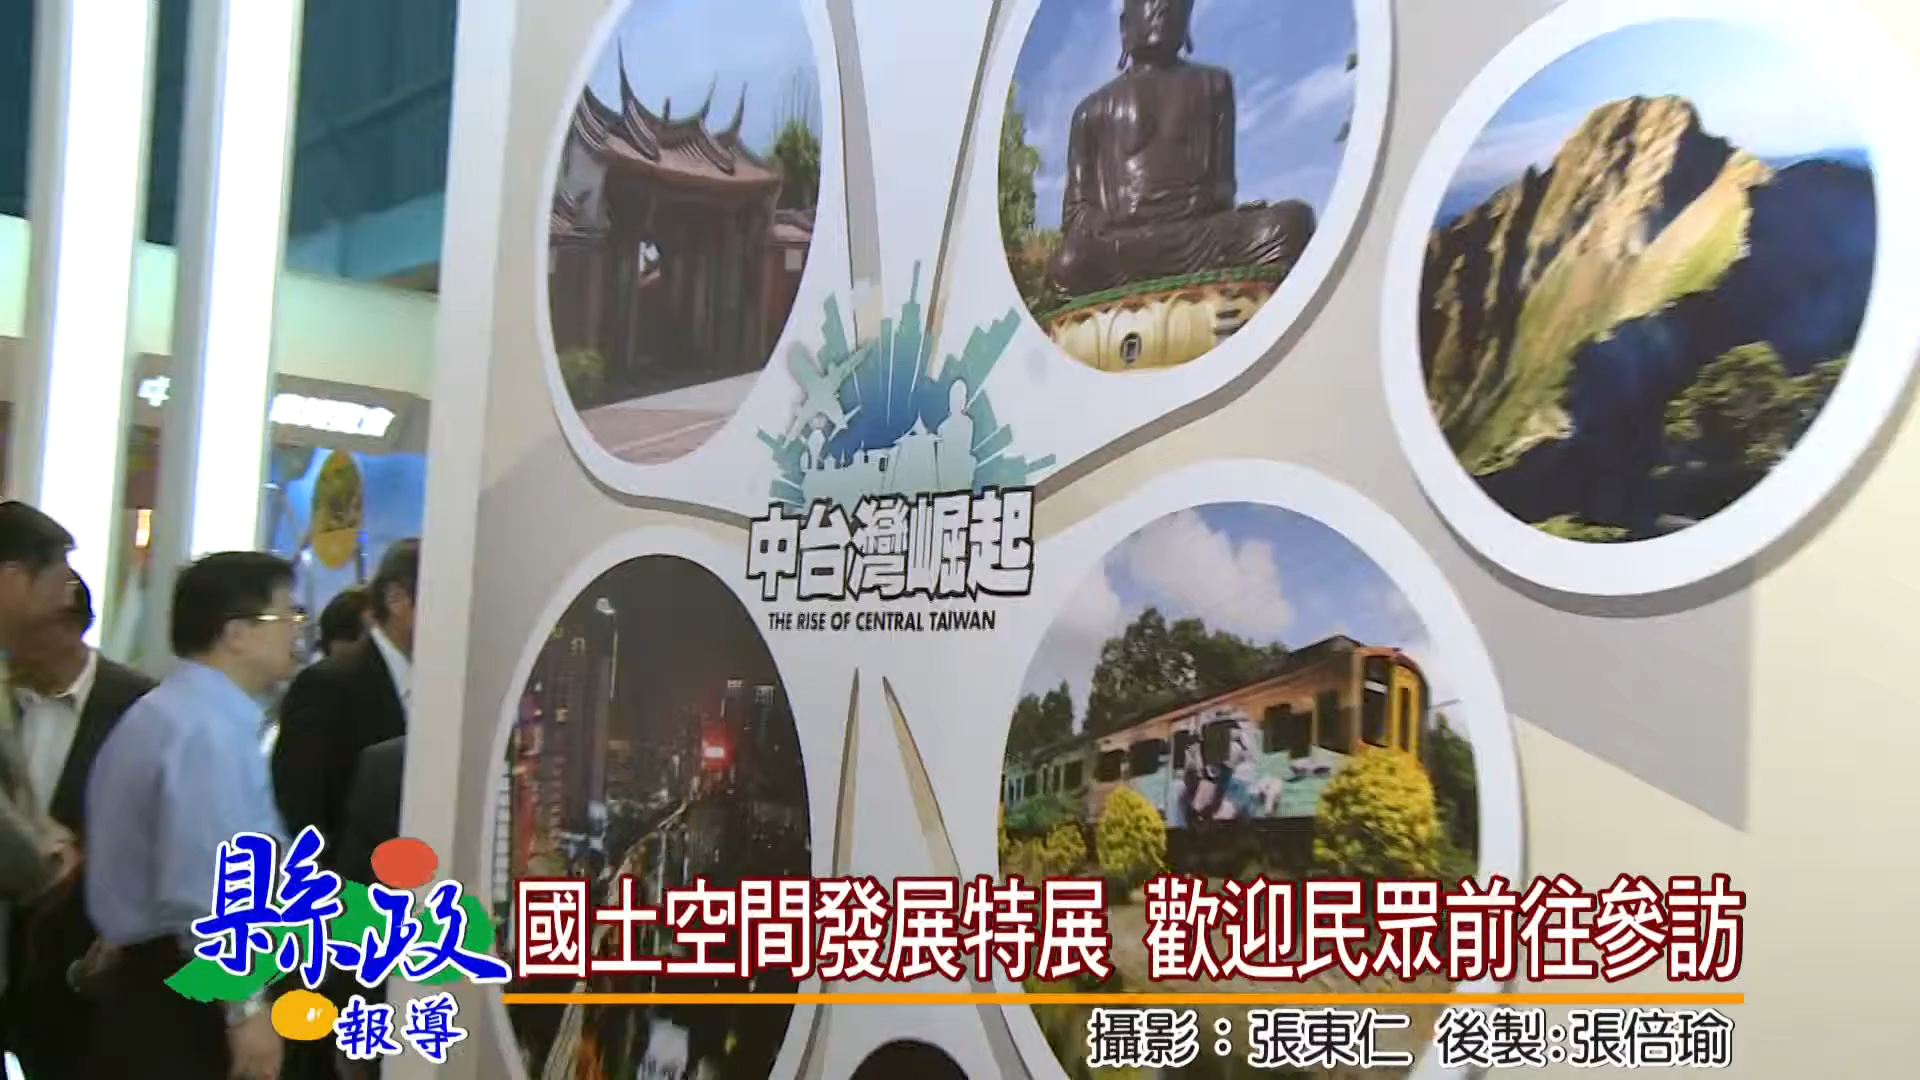 中台灣崛起
THE RISE OF CENTRAL TAIWAN
縣政
報導
國土空間發展特展 歡迎民眾前往參訪
攝影：張東仁 後製:張倍瑜